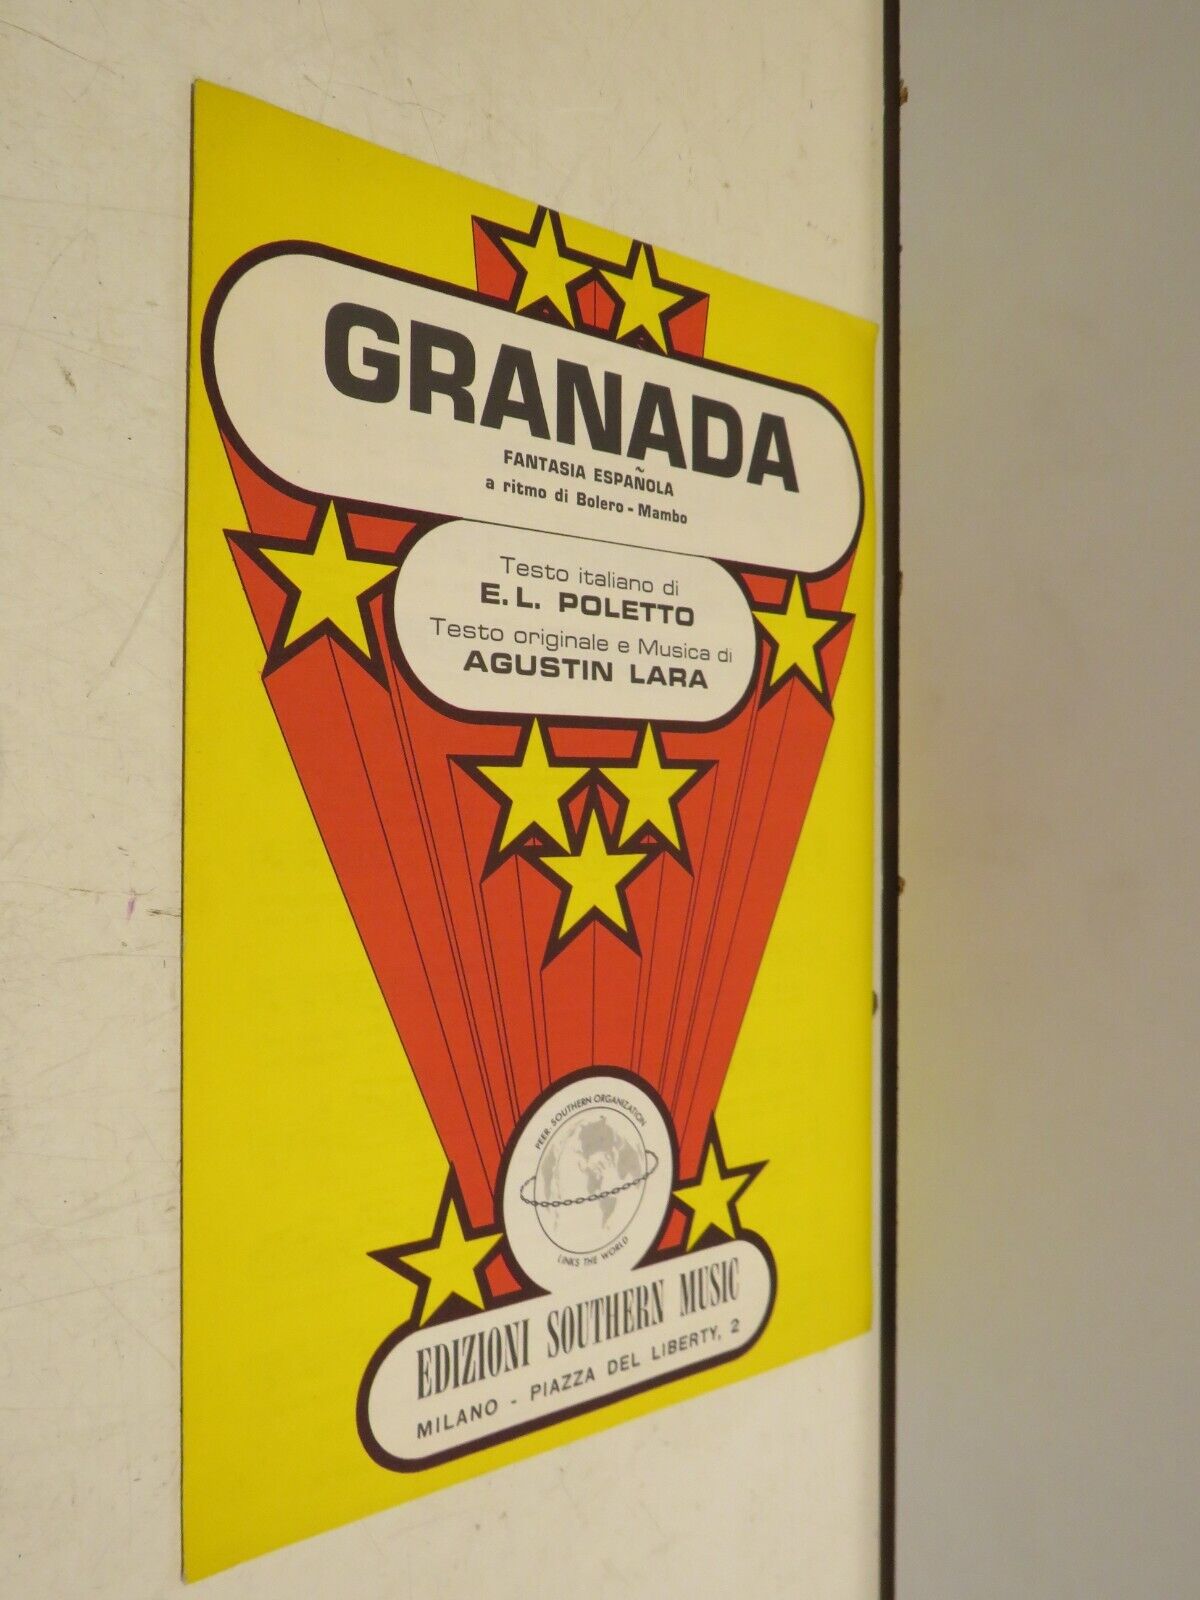 GRANADA
FANTASIA ESPAÑOLA
a ritmo di Bolero - Mambo
Testo italiano di
E. L. POLETTO
Testo originale e Musica di
AGUSTIN LARA
PEER-SOUTHERN ORGANIZATION
LINKS THE WORLD
EDIZIONI SOUTHERN MUSIC
MILANO - PIAZZA DEL LIBERTY, 2